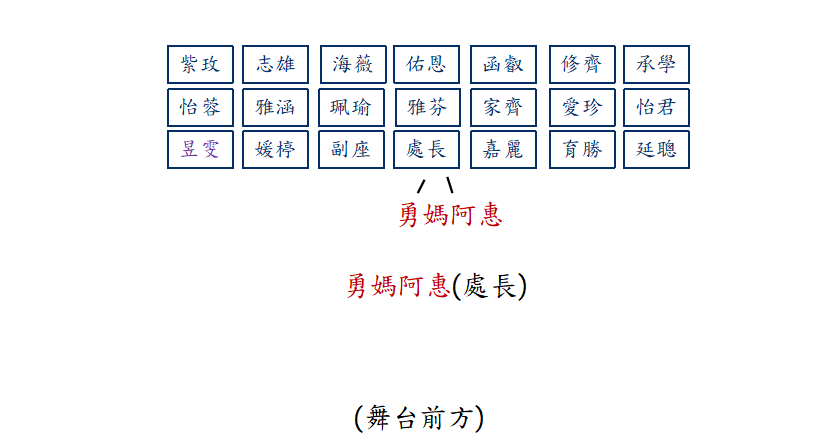 紫玫 志雄 海薇 佑恩 函叡 修齊 承學
怡蓉 雅涵 珮瑜 雅芬 家齊 愛珍 怡君
昱雯 媛婷 副座 處長 嘉麗 育勝 延聰
勇媽阿惠
勇媽阿惠(處長)
(舞台前方)